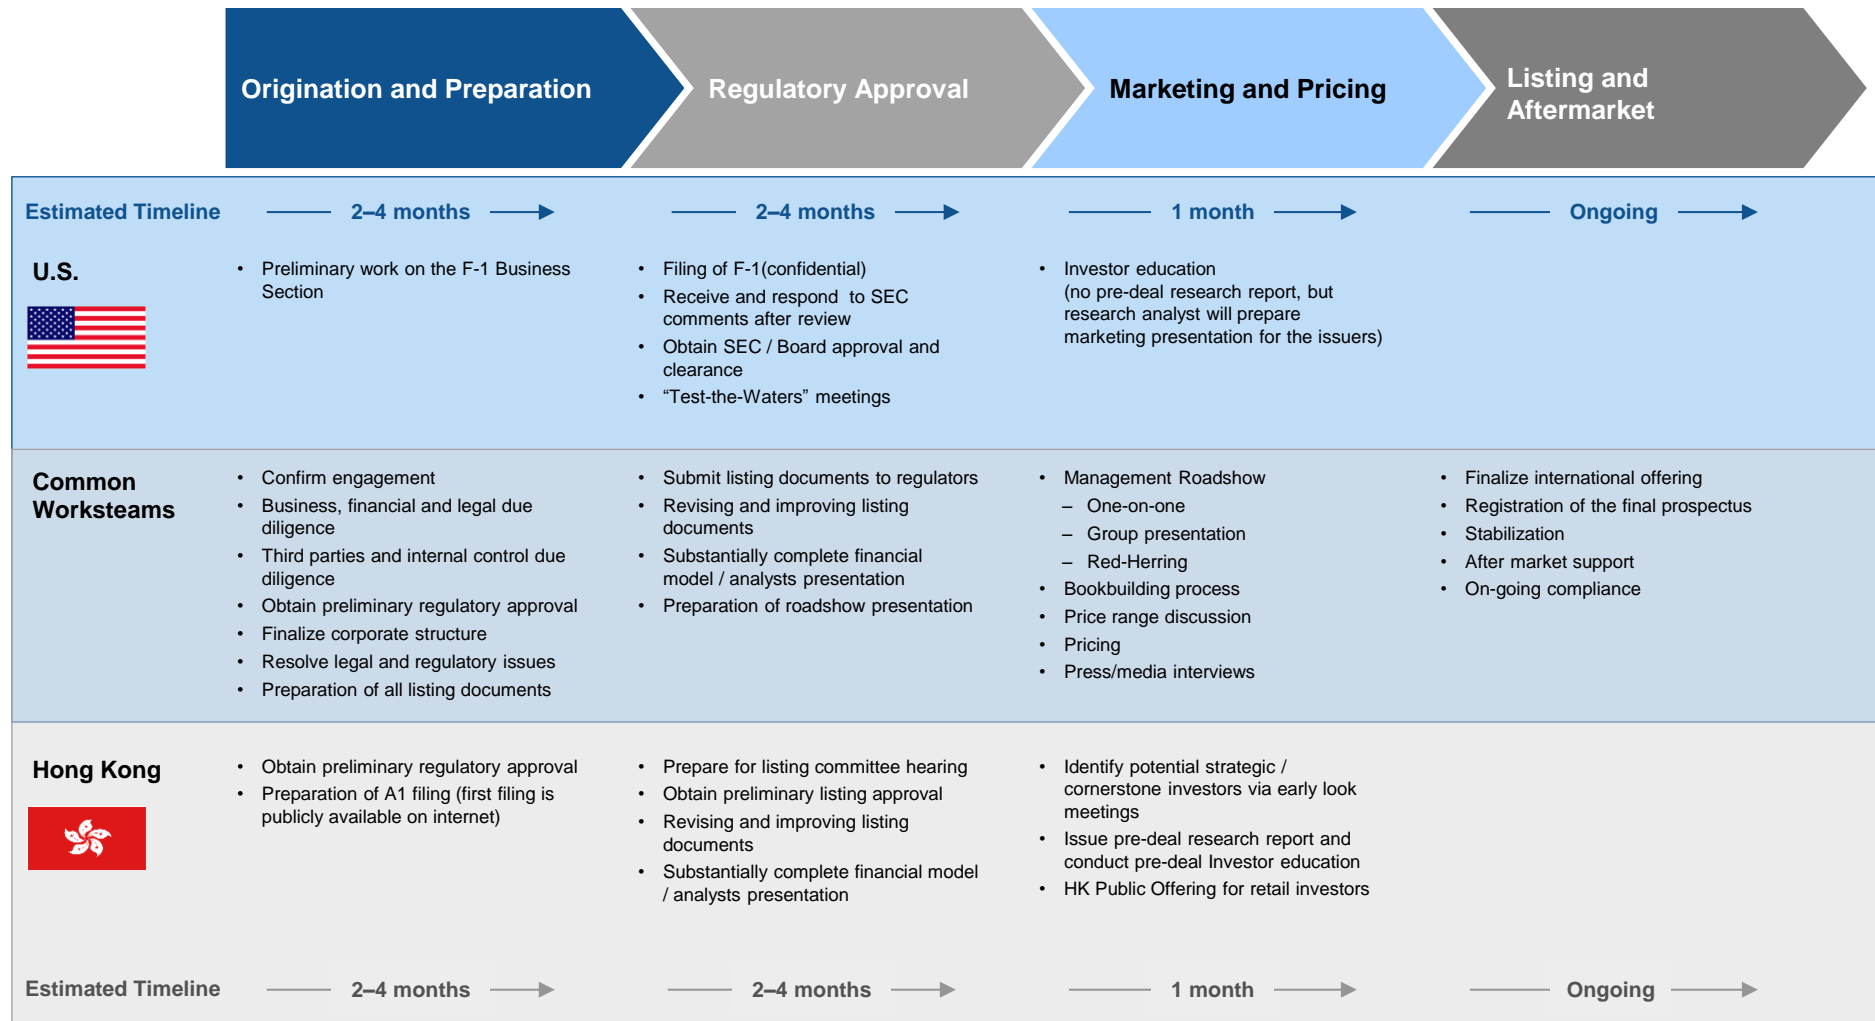 Origination and Preparation
Regulatory Approval
Marketing and Pricing
Listing and
Aftermarket
Estimated Timeline
2–4 months
2–4 months
1 month
Ongoing
U.S.
• Preliminary work on the F-1 Business
Section
• Filing of F-1(confidential)
• Receive and respond to SEC
comments after review
• Obtain SEC / Board approval and
clearance
• “Test-the-Waters” meetings
• Investor education
(no pre-deal research report, but
research analyst will prepare
marketing presentation for the issuers)
Common
Worksteams
• Confirm engagement
• Business, financial and legal due
diligence
• Third parties and internal control due
diligence
• Obtain preliminary regulatory approval
• Finalize corporate structure
• Resolve legal and regulatory issues
• Preparation of all listing documents
• Submit listing documents to regulators
• Revising and improving listing
documents
• Substantially complete financial
model / analysts presentation
• Preparation of roadshow presentation
• Management Roadshow
– One-on-one
– Group presentation
– Red-Herring
• Bookbuilding process
• Price range discussion
• Pricing
• Press/media interviews
• Finalize international offering
• Registration of the final prospectus
• Stabilization
• After market support
• On-going compliance
Hong Kong
• Obtain preliminary regulatory approval
• Preparation of A1 filing (first filing is
publicly available on internet)
• Prepare for listing committee hearing
• Obtain preliminary listing approval
• Revising and improving listing
documents
• Substantially complete financial model
/ analysts presentation
• Identify potential strategic /
cornerstone investors via early look
meetings
• Issue pre-deal research report and
conduct pre-deal Investor education
• HK Public Offering for retail investors
Estimated Timeline
2–4 months
2–4 months
1 month
Ongoing